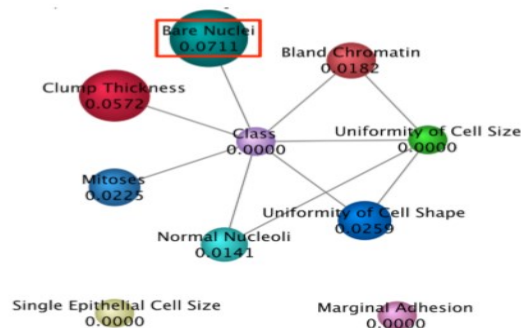 Bare Nuclei
0.0711
Bland Chromatin
0.0182
Clump Thickness
0.0572
Class
0.0000
Uniformity of Cell Size
0.0000
Mitoses
0.0225
Uniformity of Cell Shape
0.0259
Normal Nucleoli
0.0141
Single Epithelial Cell Size
0.0000
Marginal Adhesion
0.0000